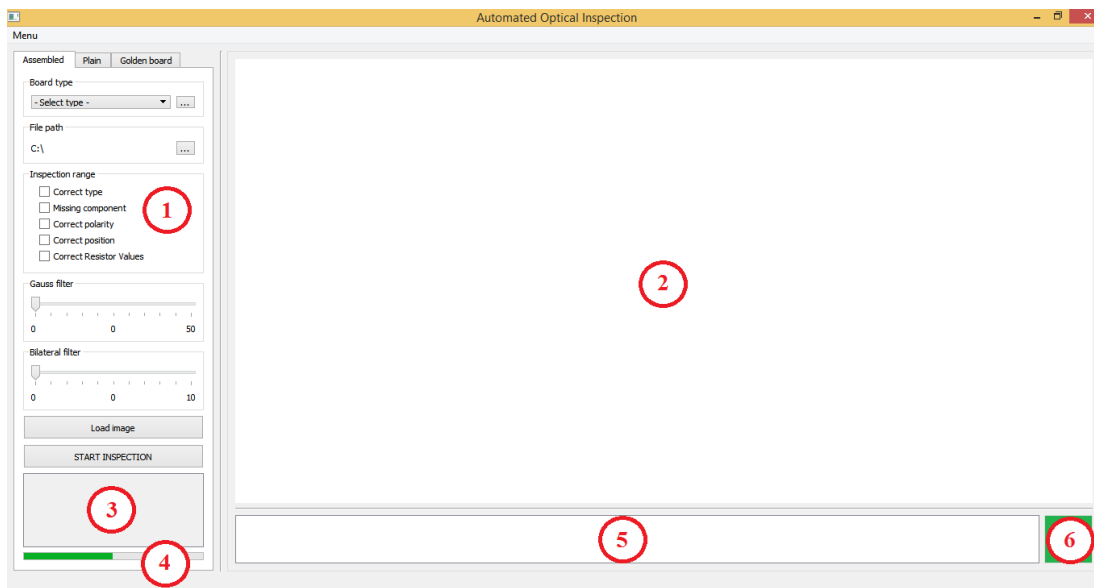 Automated Optical Inspection
Menu
Assembled Plain Golden board
Board type
- Select type - ...
File path
C:\ ...
Inspection range
Correct type
Missing component
Correct polarity
Correct position
Correct Resistor Values
1
2
Gauss filter
0 0 50
Bilateral filter
0 0 10
Load image
START INSPECTION
3
4
5
6